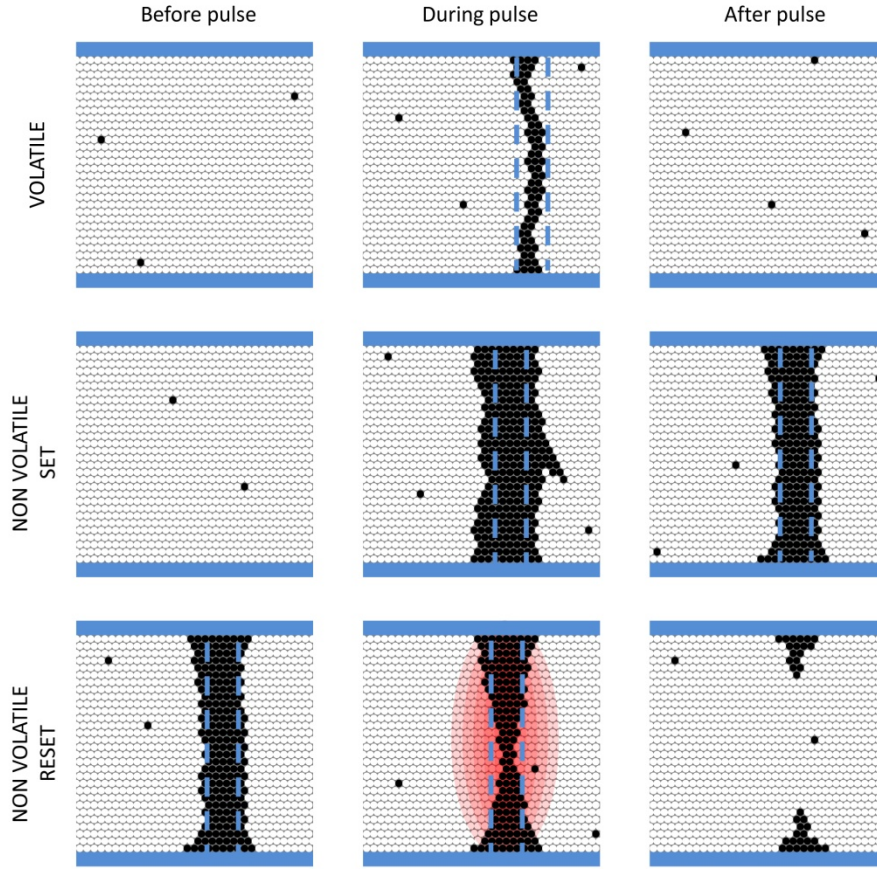 Before pulse
During pulse
After pulse
VOLATILE
NON VOLATILE
SET
NON VOLATILE
RESET